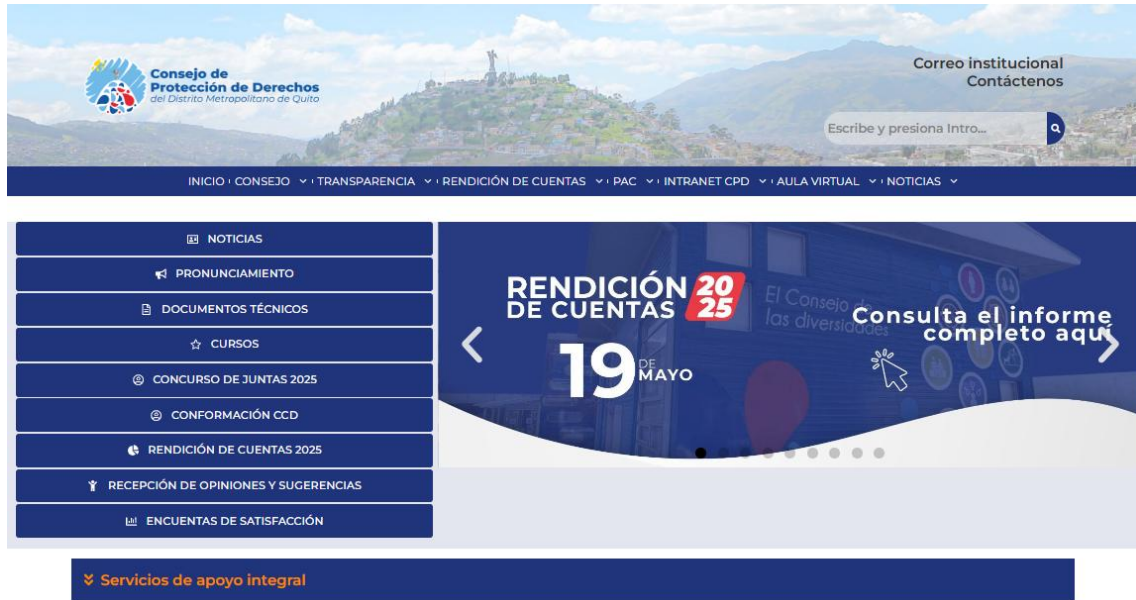 Consejo de
Protección de Derechos
del Distrito Metropolitano de Quito
Correo institucional
Contáctenos
Escribe y presiona Intro...
INICIO CONSEJO TRANSPARENCIA RENDICIÓN DE CUENTAS PAC INTRANET CPD AULA VIRTUAL NOTICIAS
NOTICIAS
PRONUNCIAMIENTO
DOCUMENTOS TÉCNICOS
CURSOS
CONCURSO DE JUNTAS 2025
CONFORMACIÓN CCD
RENDICIÓN DE CUENTAS 2025
RECEPCIÓN DE OPINIONES Y SUGERENCIAS
ENCUENTAS DE SATISFACCIÓN
RENDICIÓN 20
DE CUENTAS 25
19 DE
MAYO
El Consejo de
las diversidades
Consulta el informe
completo aquí
Servicios de apoyo integral